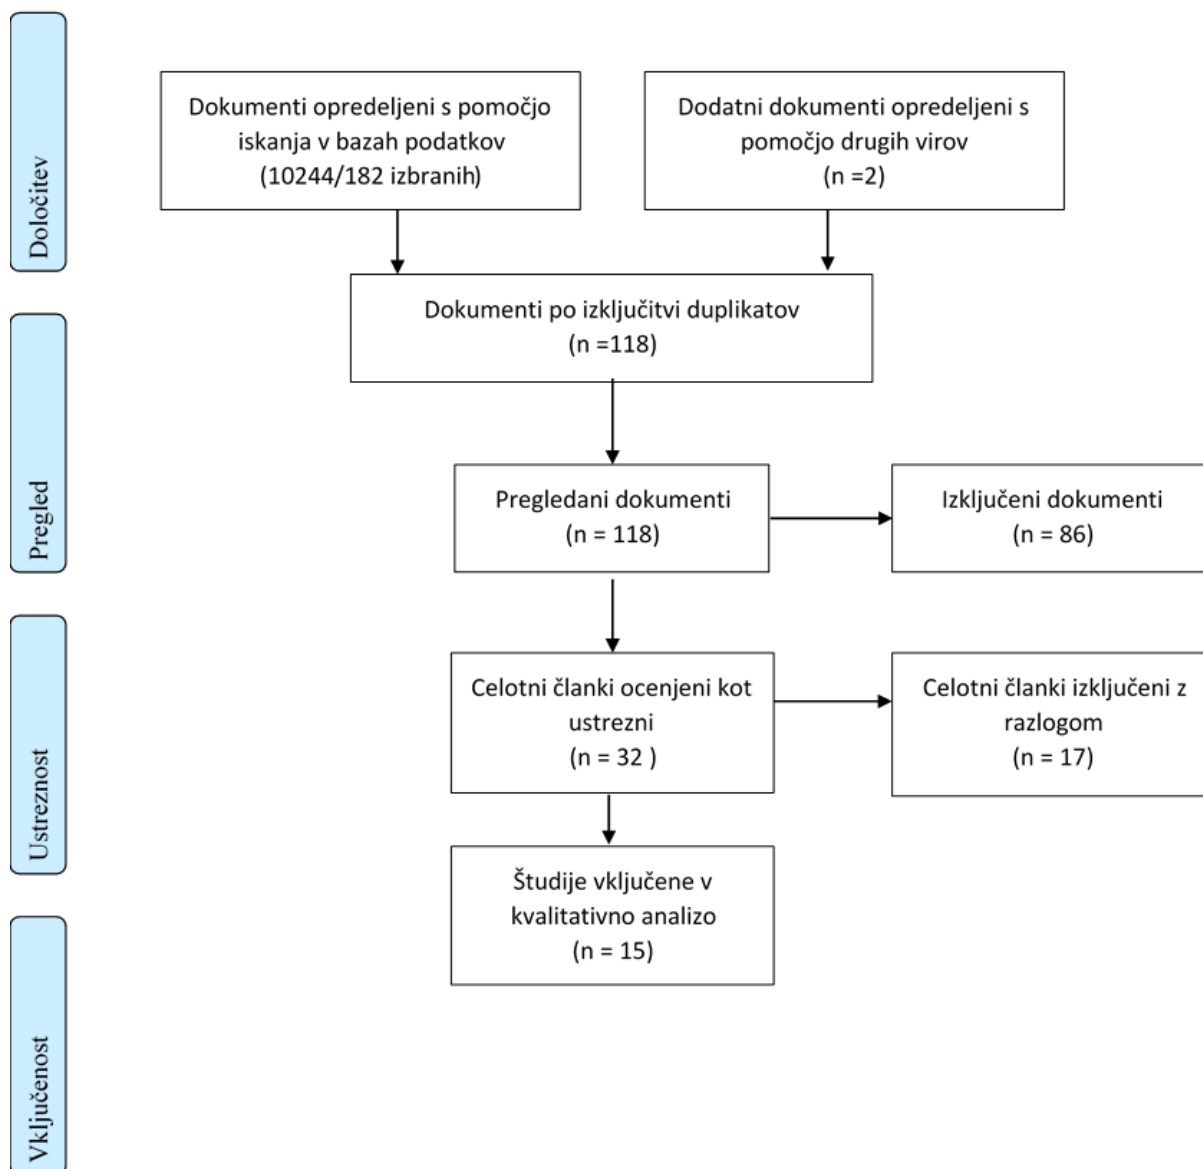 Določitev
Dokumenti opredeljeni s pomočjo
iskanja v bazah podatkov
(10244/182 izbranih)
Dodatni dokumenti opredeljeni s
pomočjo drugih virov
(n =2)
Dokumenti po izključitvi duplikatov
(n =118)
Pregled
Pregledani dokumenti
(n = 118)
Izključeni dokumenti
(n = 86)
Ustreznost
Celotni članki ocenjeni kot
ustrezni
(n = 32 )
Celotni članki izključeni z
razlogom
(n = 17)
Študije vključene v
kvalitativno analizo
(n = 15)
Vključenost